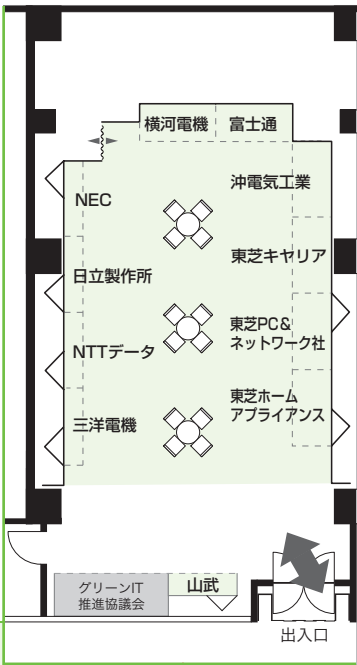 横河電機
富士通
NEC
沖電気工業
日立製作所
東芝キヤリア
NTTデータ
東芝PC&
ネットワーク社
三洋電機
東芝ホーム
アプライアンス
グリーンIT
推進協議会
山武
出入口